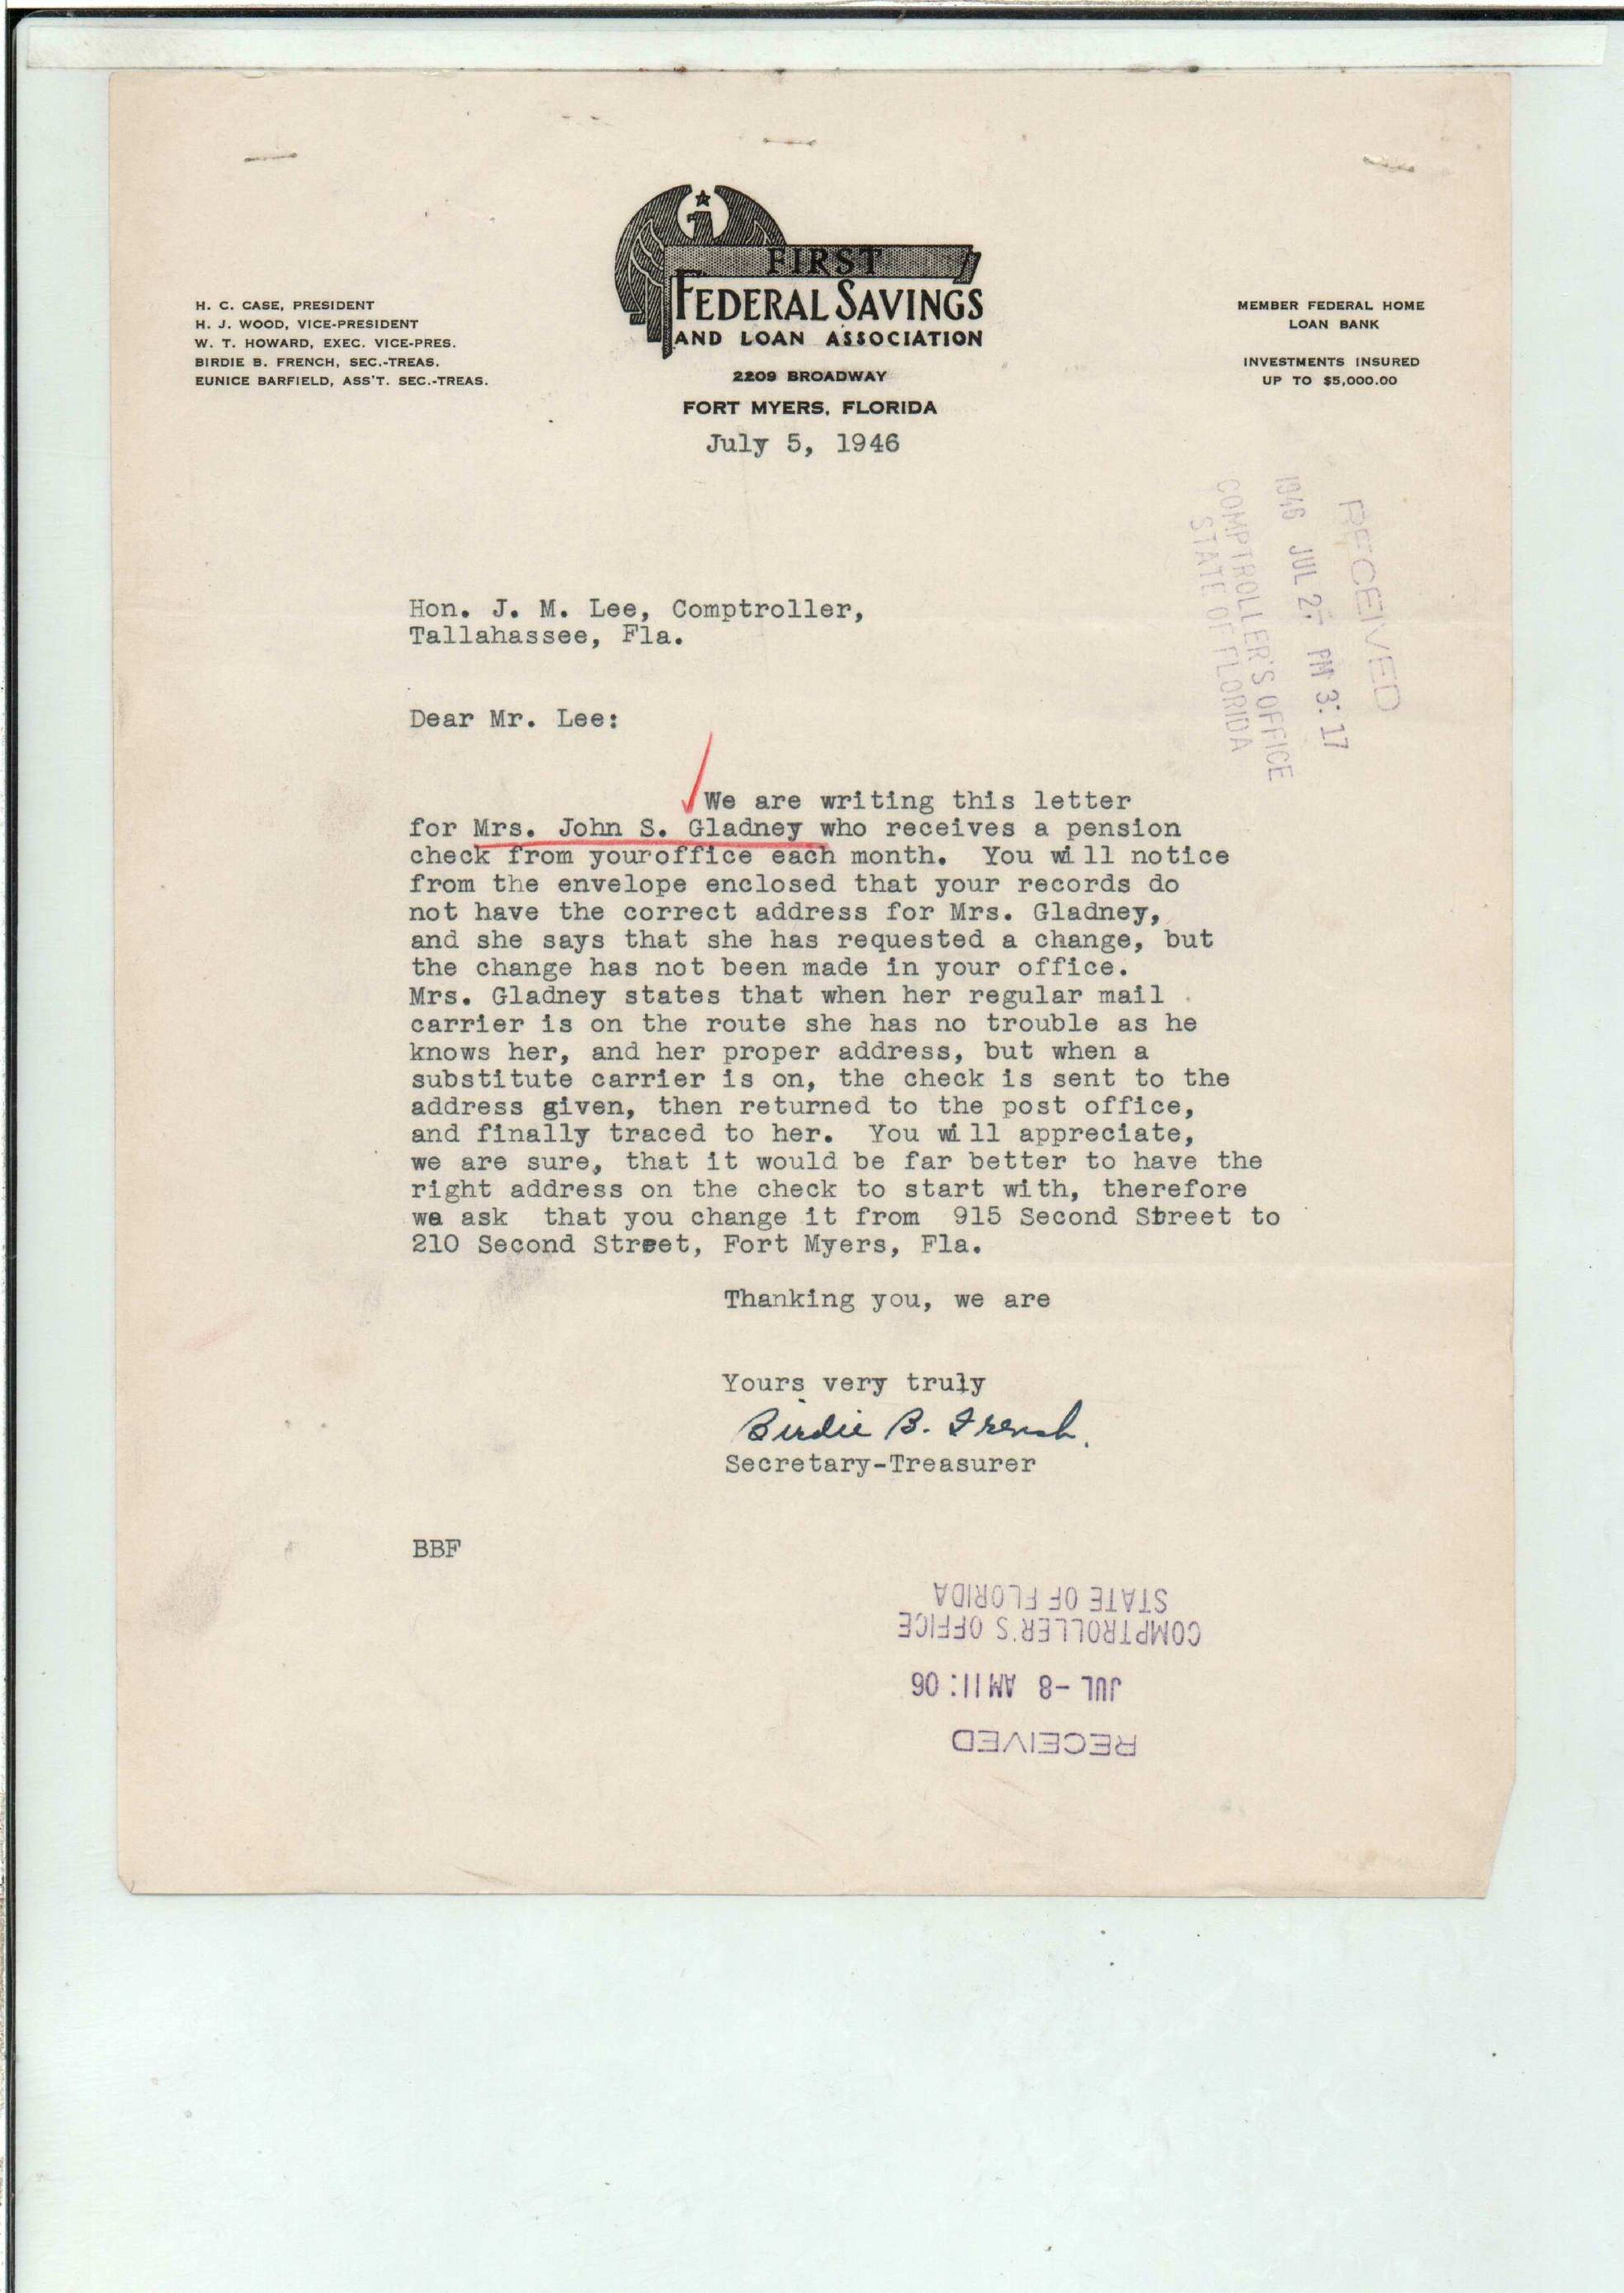 FIRST
FEDERAL SAVINGS
AND LOAN ASSOCIATION
2209 BROADWAY
FORT MYERS, FLORIDA
H. C. CASE, PRESIDENT
H. J. WOOD, VICE-PRESIDENT
W. T. HOWARD, EXEC. VICE-PRES.
BIRDIE B. FRENCH, SEC.-TREAS.
EUNICE BARFIELD, ASS'T. SEC.-TREAS.
MEMBER FEDERAL HOME
LOAN BANK
INVESTMENTS INSURED
UP TO $5,000.00
July 5, 1946
RECEIVED
1946 JUL 2 PM 3:17
COMPTROLLER'S OFFICE
STATE OF FLORIDA
Hon. J. M. Lee, Comptroller,
Tallahassee, Fla.
Dear Mr. Lee:
We are writing this letter
for Mrs. John S. Gladney who receives a pension
check from youroffice each month. You will notice
from the envelope enclosed that your records do
not have the correct address for Mrs. Gladney,
and she says that she has requested a change, but
the change has not been made in your office.
Mrs. Gladney states that when her regular mail
carrier is on the route she has no trouble as he
knows her, and her proper address, but when a
substitute carrier is on, the check is sent to the
address given, then returned to the post office,
and finally traced to her. You will appreciate,
we are sure, that it would be far better to have the
right address on the check to start with, therefore
we ask that you change it from 915 Second Street to
210 Second Street, Fort Myers, Fla.
Thanking you, we are
Yours very truly
Birdie B. French.
Secretary-Treasurer
BBF
RECEIVED
JUL -8 AM 11:06
COMPTROLLER'S OFFICE
STATE OF FLORIDA